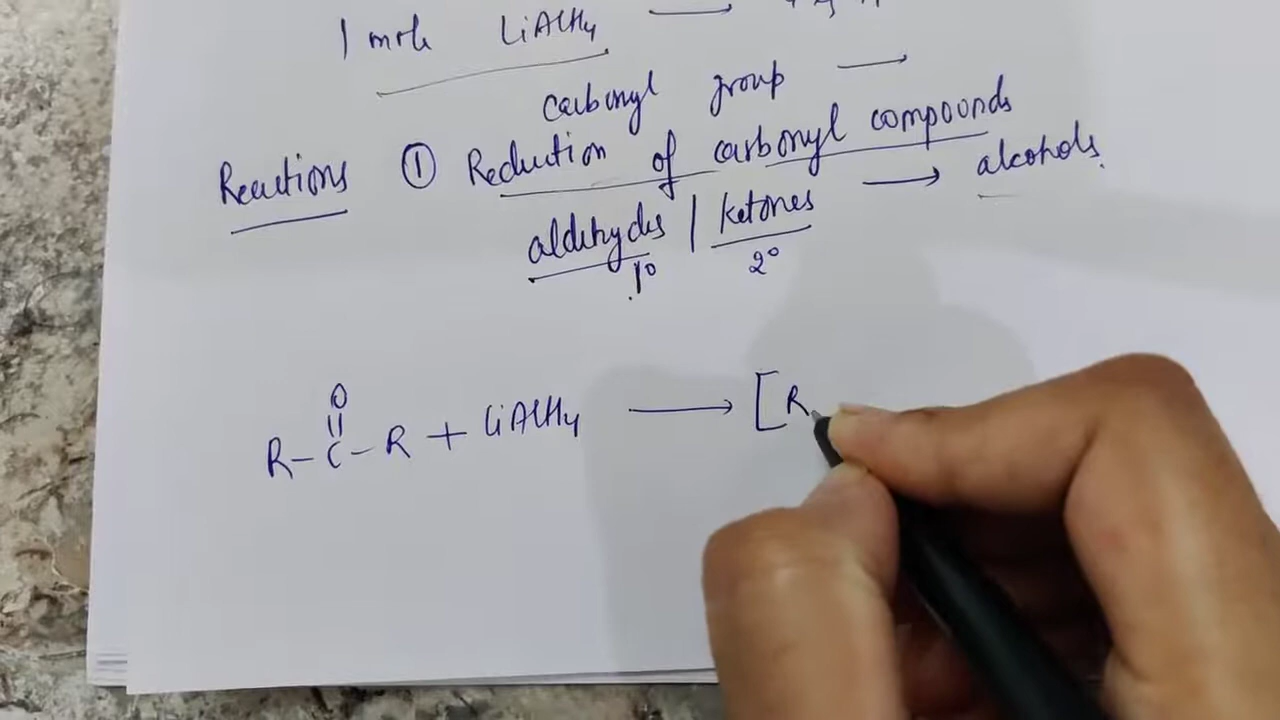 1 mole LiAlH4 ⟶
carbonyl group ⟶
Reactions ① Reduction of carbonyl compounds
aldehydes | ketones ⟶ alcohols.
1° 2°
O
||
R-C-R + LiAlH4 ⟶ [R